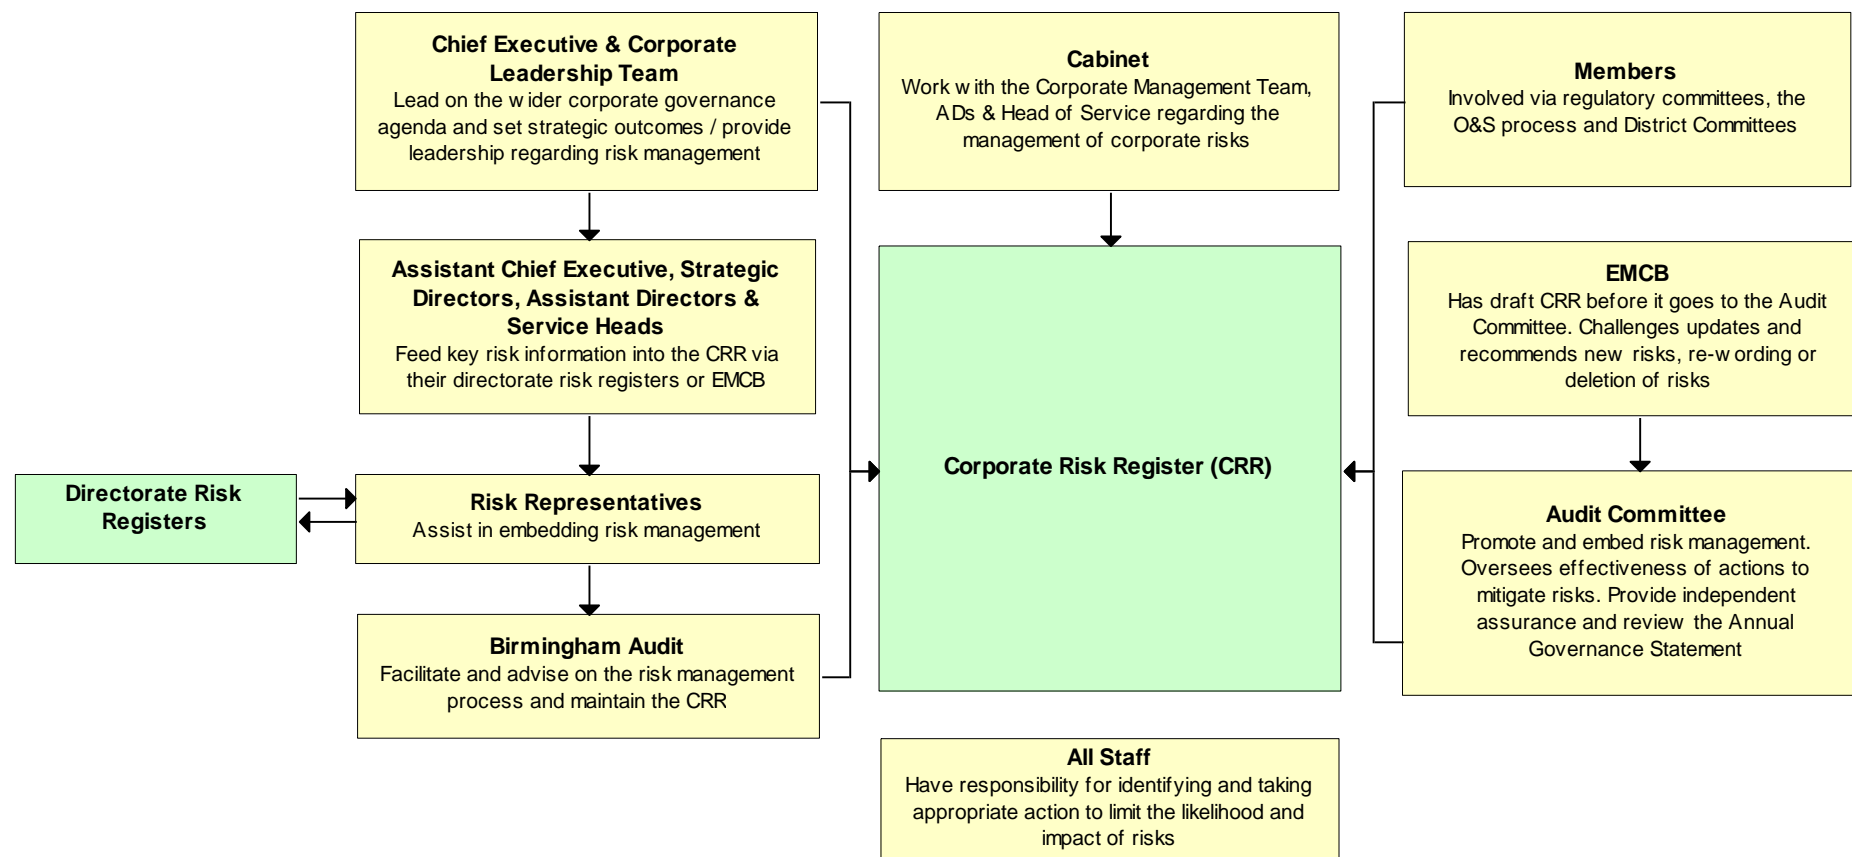 Chief Executive & Corporate
Leadership Team
Lead on the wider corporate governance
agenda and set strategic outcomes / provide
leadership regarding risk management
Cabinet
Work with the Corporate Management Team,
ADs & Head of Service regarding the
management of corporate risks
Members
Involved via regulatory committees, the
O&S process and District Committees
Assistant Chief Executive, Strategic
Directors, Assistant Directors &
Service Heads
Feed key risk information into the CRR via
their directorate risk registers or EMCB
EMCB
Has draft CRR before it goes to the Audit
Committee. Challenges updates and
recommends new risks, re-wording or
deletion of risks
Directorate Risk
Registers
Risk Representatives
Assist in embedding risk management
Corporate Risk Register (CRR)
Audit Committee
Promote and embed risk management.
Oversees effectiveness of actions to
mitigate risks. Provide independent
assurance and review the Annual
Governance Statement
Birmingham Audit
Facilitate and advise on the risk management
process and maintain the CRR
All Staff
Have responsibility for identifying and taking
appropriate action to limit the likelihood and
impact of risks